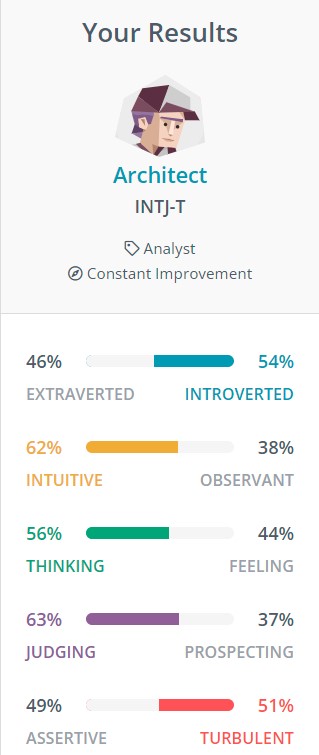 Your Results
Architect
INTJ-T
Analyst
Constant Improvement
46% 54%
EXTRAVERTED INTROVERTED
62% 38%
INTUITIVE OBSERVANT
56% 44%
THINKING FEELING
63% 37%
JUDGING PROSPECTING
49% 51%
ASSERTIVE TURBULENT